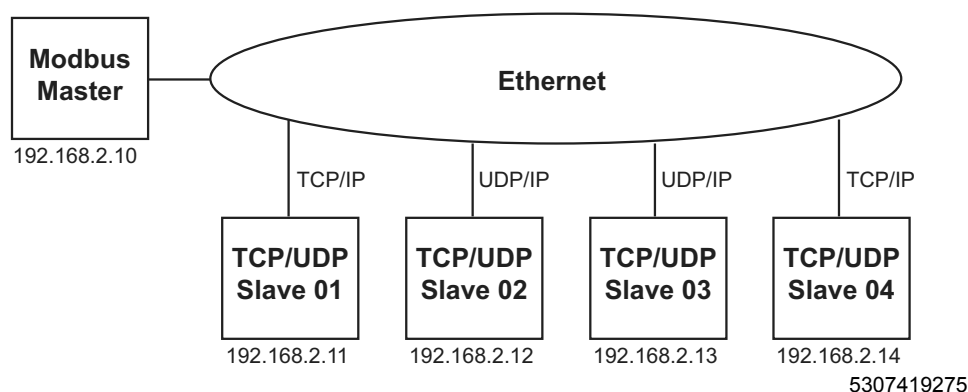 Modbus
Master
Ethernet
192.168.2.10
TCP/IP
UDP/IP
UDP/IP
TCP/IP
TCP/UDP
Slave 01
TCP/UDP
Slave 02
TCP/UDP
Slave 03
TCP/UDP
Slave 04
192.168.2.11
192.168.2.12
192.168.2.13
192.168.2.14
5307419275